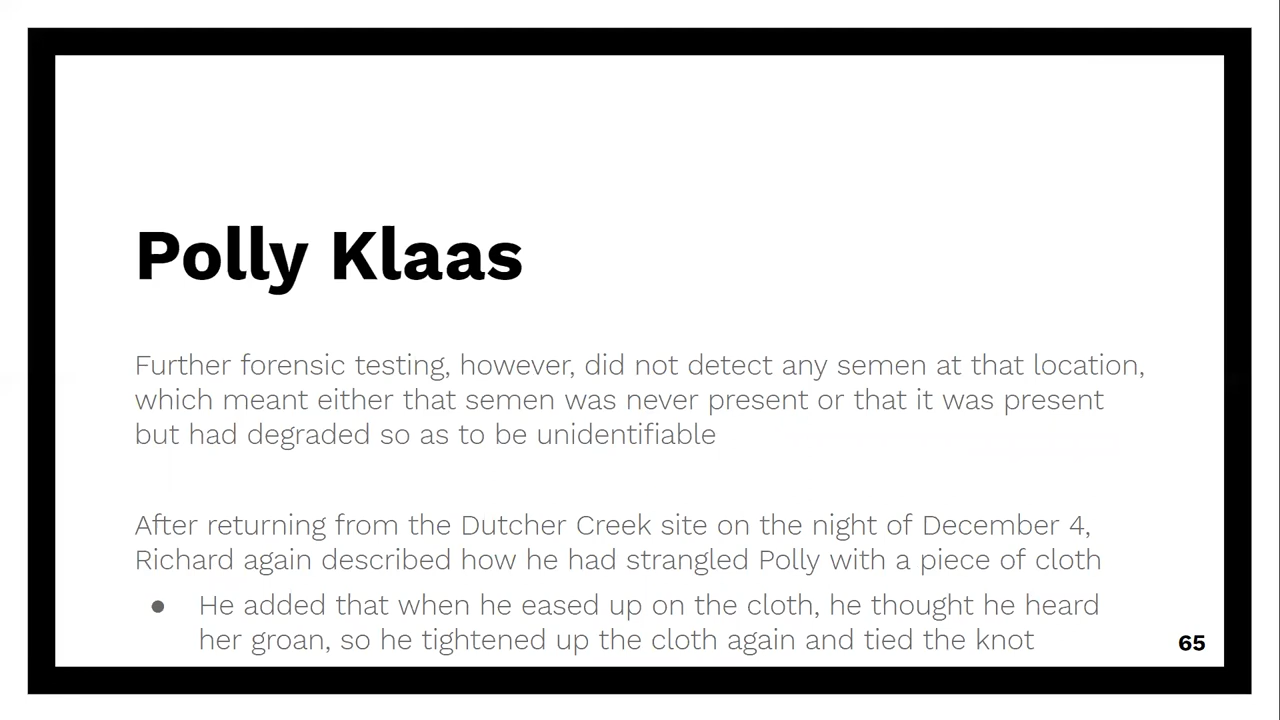 Polly Klaas
Further forensic testing, however, did not detect any semen at that location,
which meant either that semen was never present or that it was present
but had degraded so as to be unidentifiable
After returning from the Dutcher Creek site on the night of December 4,
Richard again described how he had strangled Polly with a piece of cloth
● He added that when he eased up on the cloth, he thought he heard
her groan, so he tightened up the cloth again and tied the knot
65